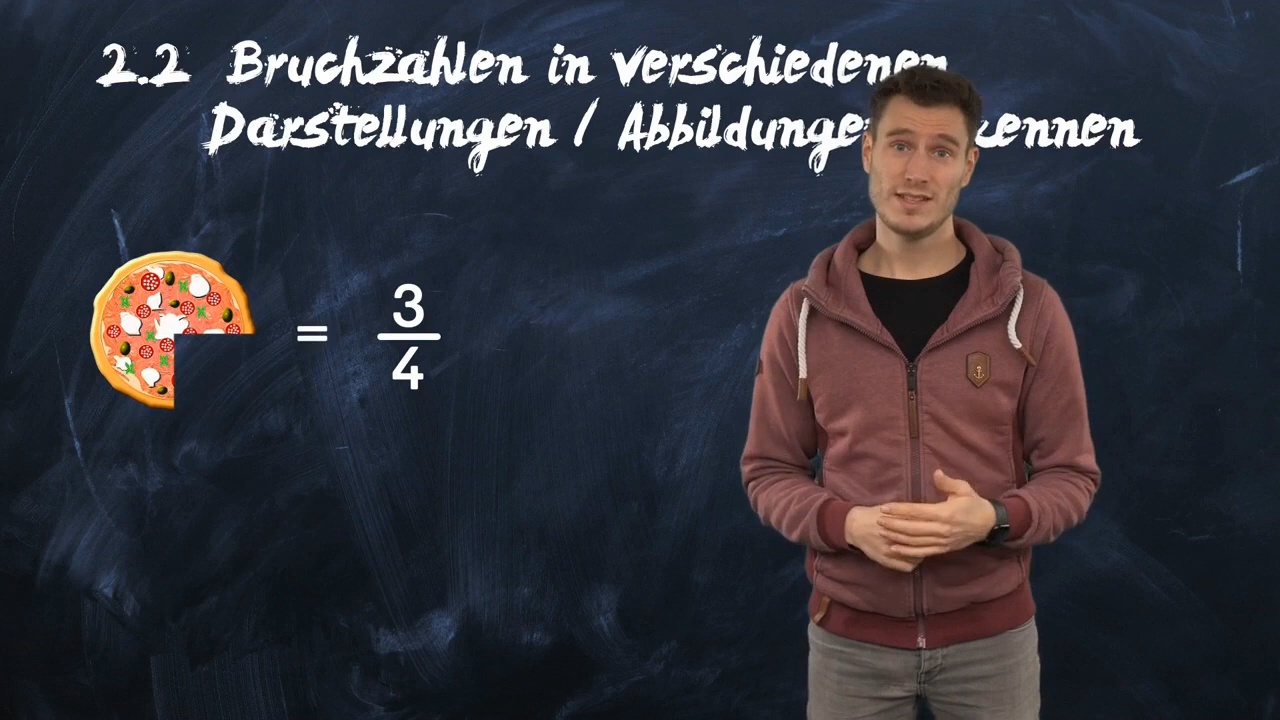 2.2 Bruchzahlen in verschiedenen
Darstellungen / Abbildungen
=
3
4